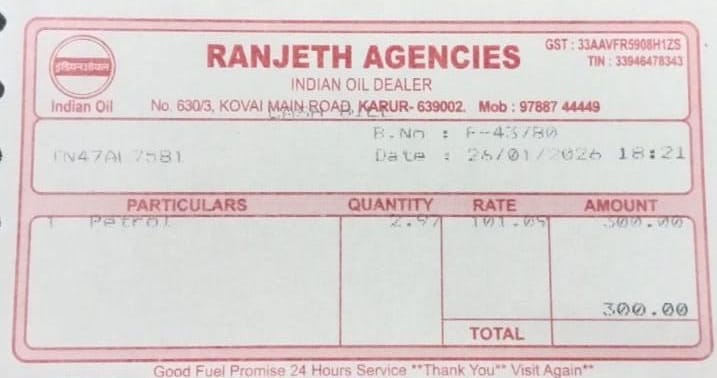 इंडियनऑयल
Indian Oil
RANJETH AGENCIES
GST : 33AAVFR5908H1ZS
TIN : 33946478343
INDIAN OIL DEALER
No. 630/3, KOVAI MAIN ROAD, KARUR- 639002. Mob : 97887 44449
CASH BILL
B.No : F-43780
TN47AL7581 Date : 26/01/2026 18:21
PARTICULARS QUANTITY RATE AMOUNT
1 Petrol 2.97 101.09 300.00
300.00
TOTAL
Good Fuel Promise 24 Hours Service **Thank You** Visit Again**